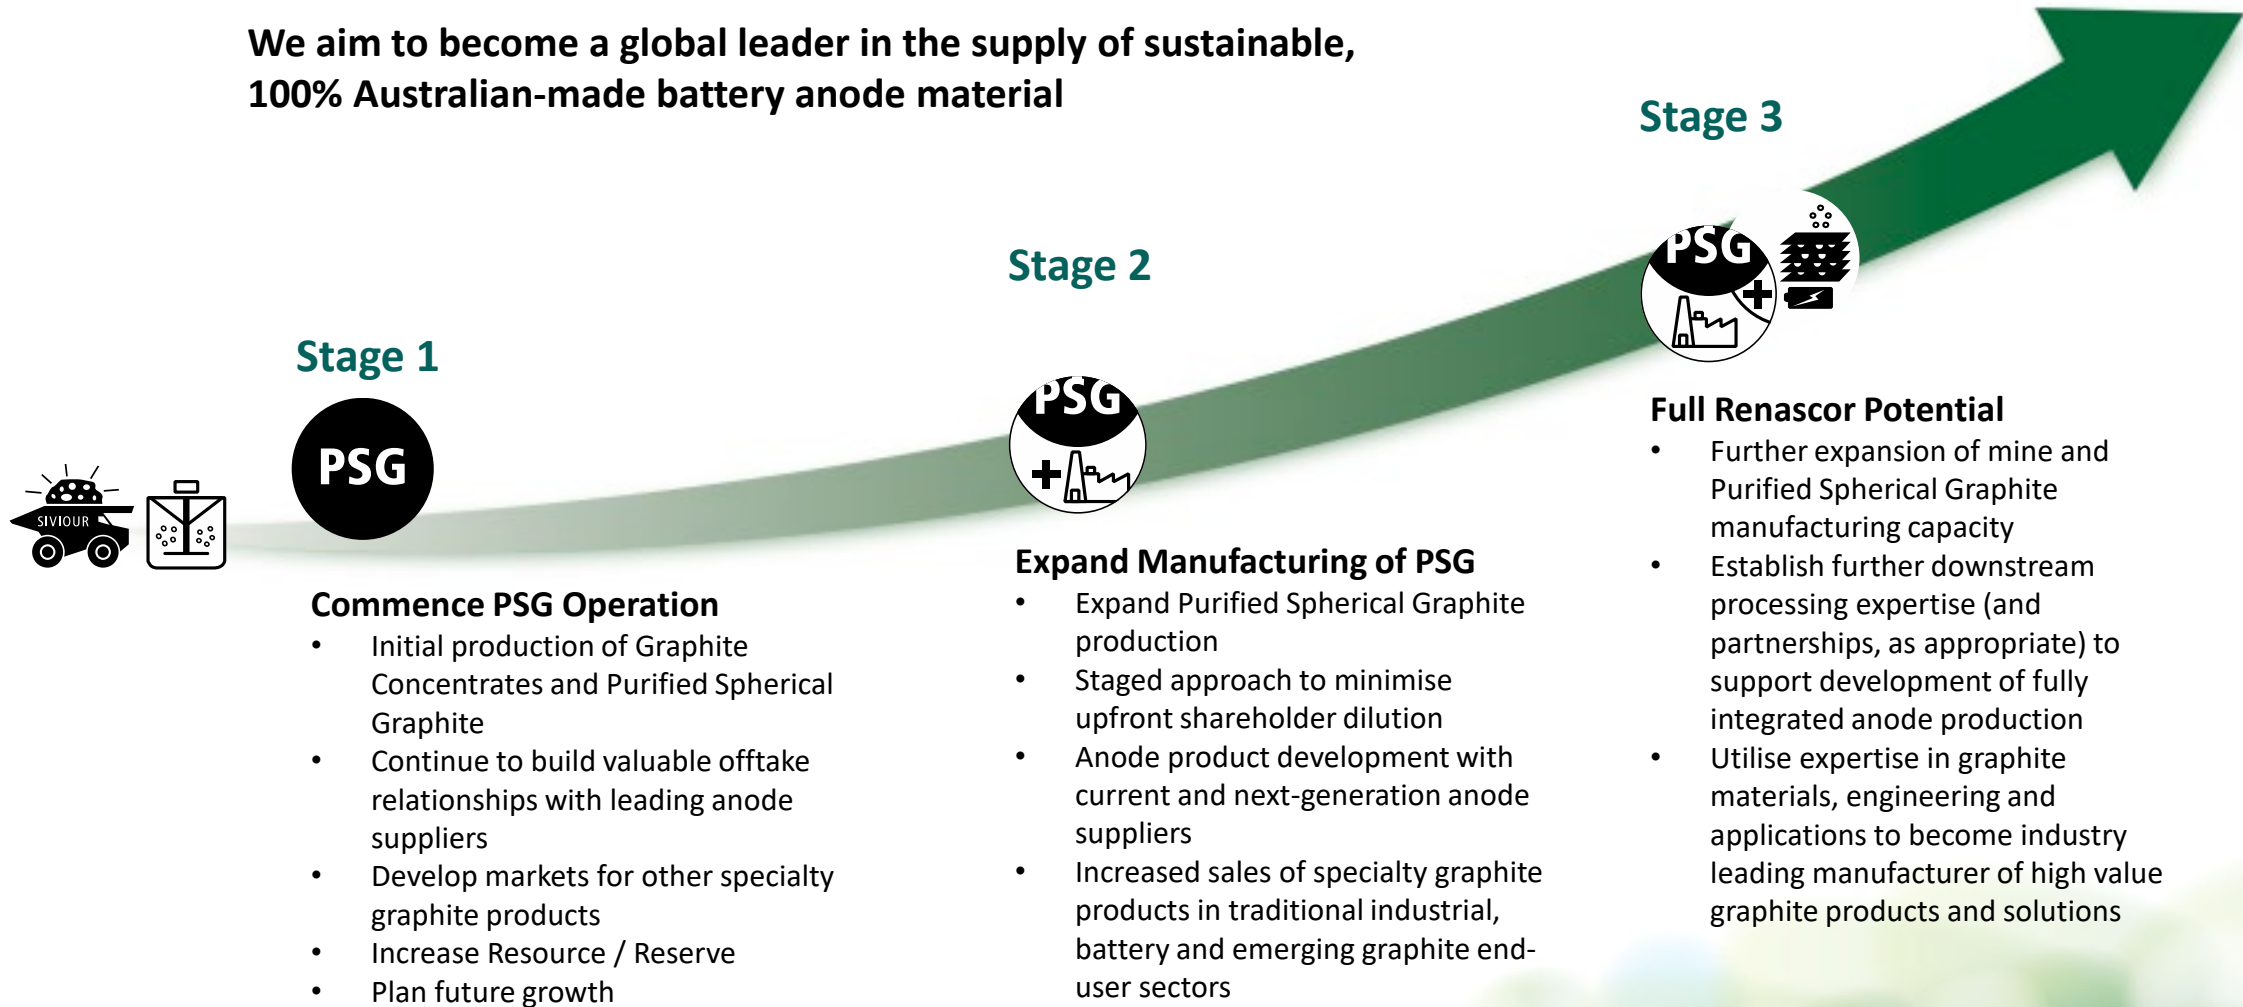 We aim to become a global leader in the supply of sustainable,
100% Australian-made battery anode material
Stage 1
PSG
SIVIOUR
Commence PSG Operation
• Initial production of Graphite
Concentrates and Purified Spherical
Graphite
• Continue to build valuable offtake
relationships with leading anode
suppliers
• Develop markets for other specialty
graphite products
• Increase Resource / Reserve
• Plan future growth
Stage 2
PSG
Expand Manufacturing of PSG
• Expand Purified Spherical Graphite
production
• Staged approach to minimise
upfront shareholder dilution
• Anode product development with
current and next-generation anode
suppliers
• Increased sales of specialty graphite
products in traditional industrial,
battery and emerging graphite end-
user sectors
Stage 3
PSG
Full Renascor Potential
• Further expansion of mine and
Purified Spherical Graphite
manufacturing capacity
• Establish further downstream
processing expertise (and
partnerships, as appropriate) to
support development of fully
integrated anode production
• Utilise expertise in graphite
materials, engineering and
applications to become industry
leading manufacturer of high value
graphite products and solutions